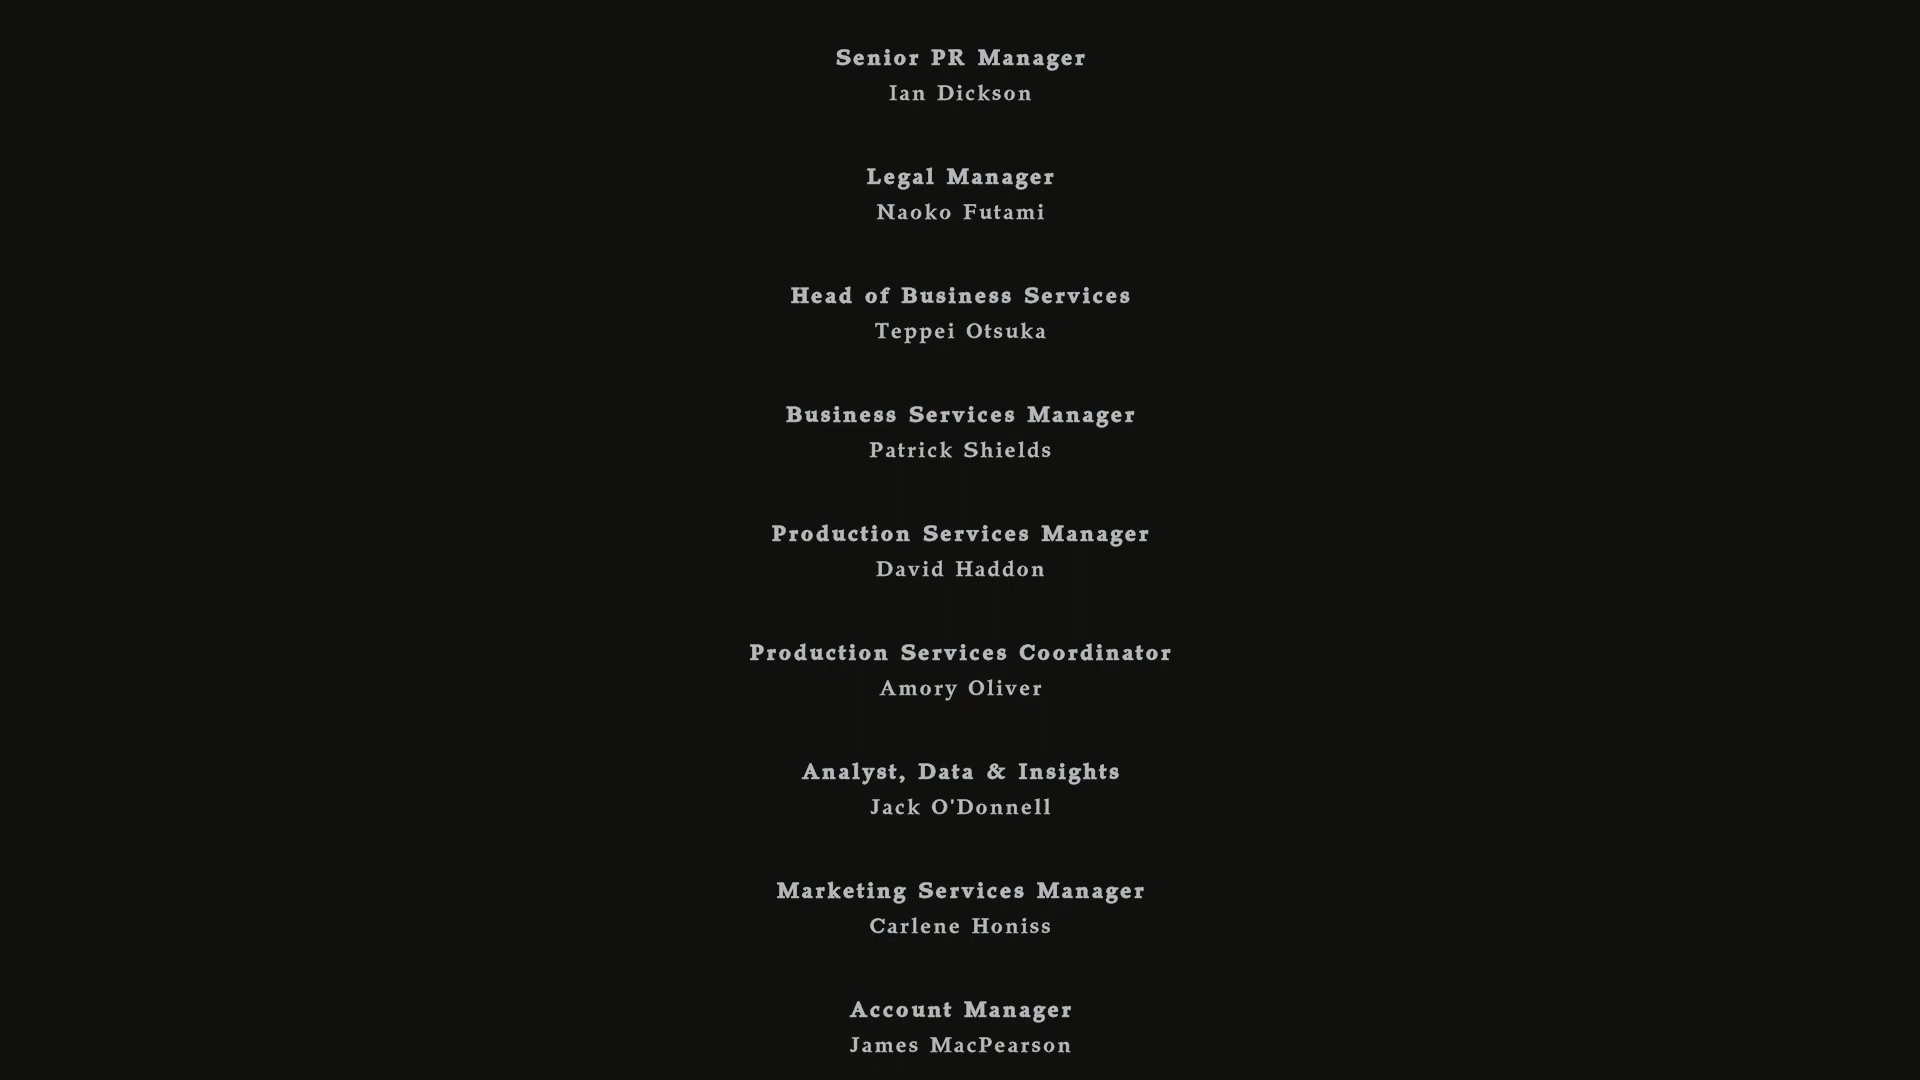 Senior PR Manager
Ian Dickson
Legal Manager
Naoko Futami
Head of Business Services
Teppei Otsuka
Business Services Manager
Patrick Shields
Production Services Manager
David Haddon
Production Services Coordinator
Amory Oliver
Analyst, Data & Insights
Jack O'Donnell
Marketing Services Manager
Carlene Honiss
Account Manager
James MacPearson